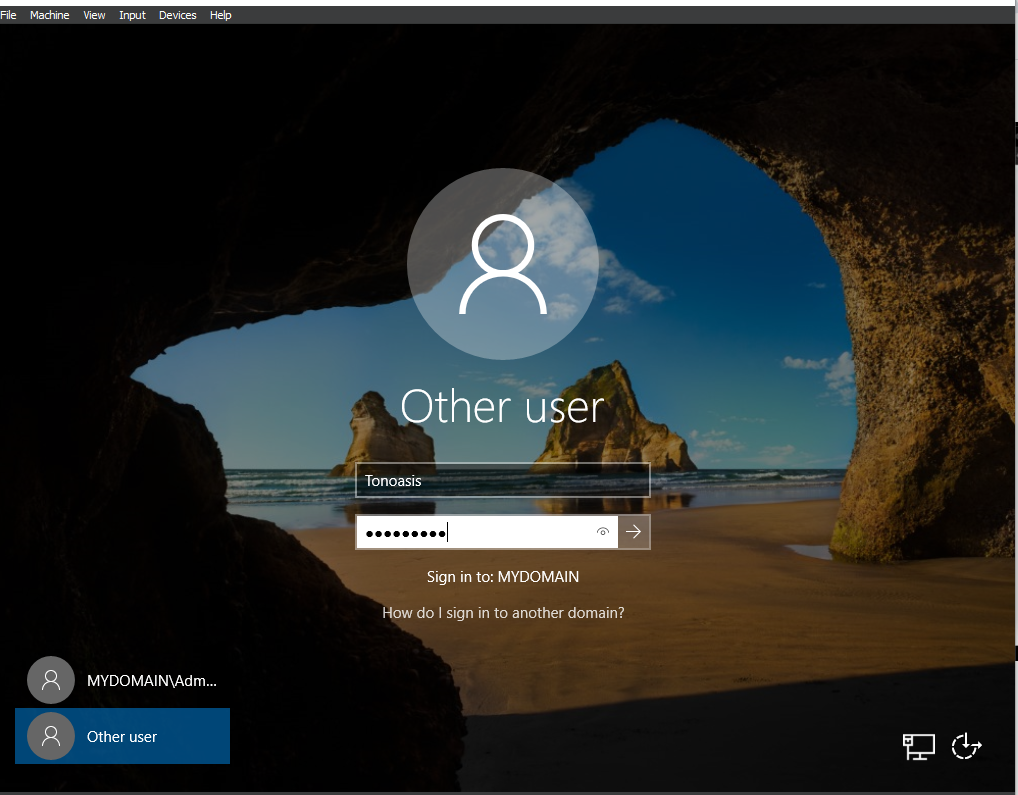 File Machine View Input Devices Help
Other user
Tonoasis
Sign in to: MYDOMAIN
How do I sign in to another domain?
MYDOMAIN\Adm...
Other user